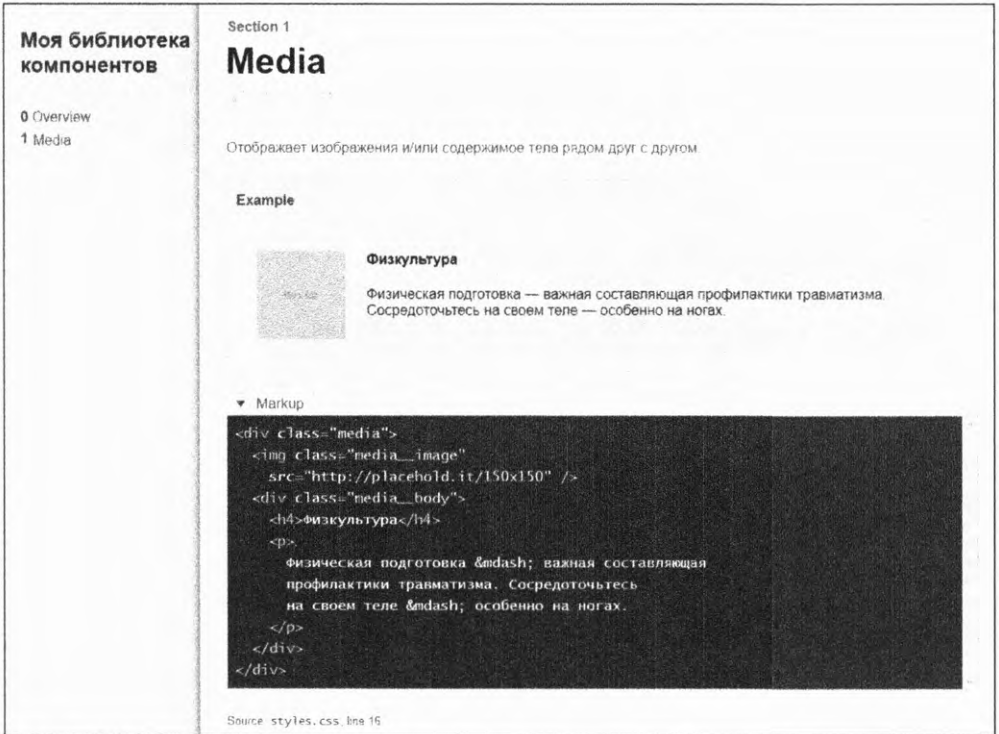 Моя библиотека
компонентов
0 Overview
1 Media
Section 1
Media
Отображает изображения и/или содержимое тела рядом друг с другом
Example
Физкультура
Физическая подготовка — важная составляющая профилактики травматизма.
Сосредоточьтесь на своем теле — особенно на ногах.
▼ Markup
<div class="media">
<img class="media__image"
src="http://placehold.it/150x150" />
<div class="media__body">
<h4>Физкультура</h4>
<p>
Физическая подготовка &mdash; важная составляющая
профилактики травматизма. Сосредоточьтесь
на своем теле &mdash; особенно на ногах.
</p>
</div>
</div>
Source: styles.css, line 16